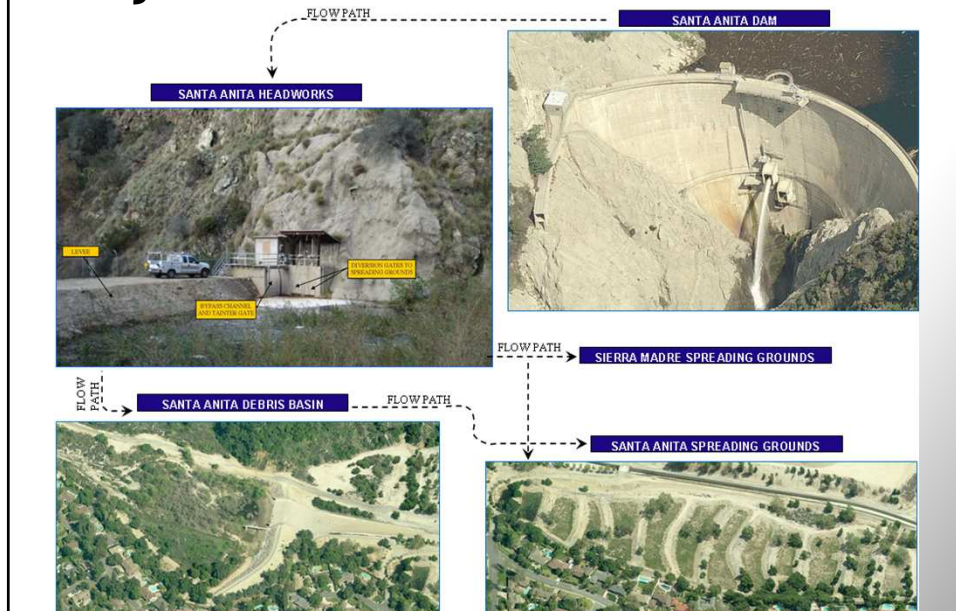 FLOW PATH
SANTA ANITA DAM
SANTA ANITA HEADWORKS
LEVEE
DIVERSION GATES TO
SPREADING GROUNDS
BYPASS CHANNEL
AND TAINTER GATE
FLOW PATH
SIERRA MADRE SPREADING GROUNDS
FLOW
PATH
SANTA ANITA DEBRIS BASIN
FLOW PATH
SANTA ANITA SPREADING GROUNDS